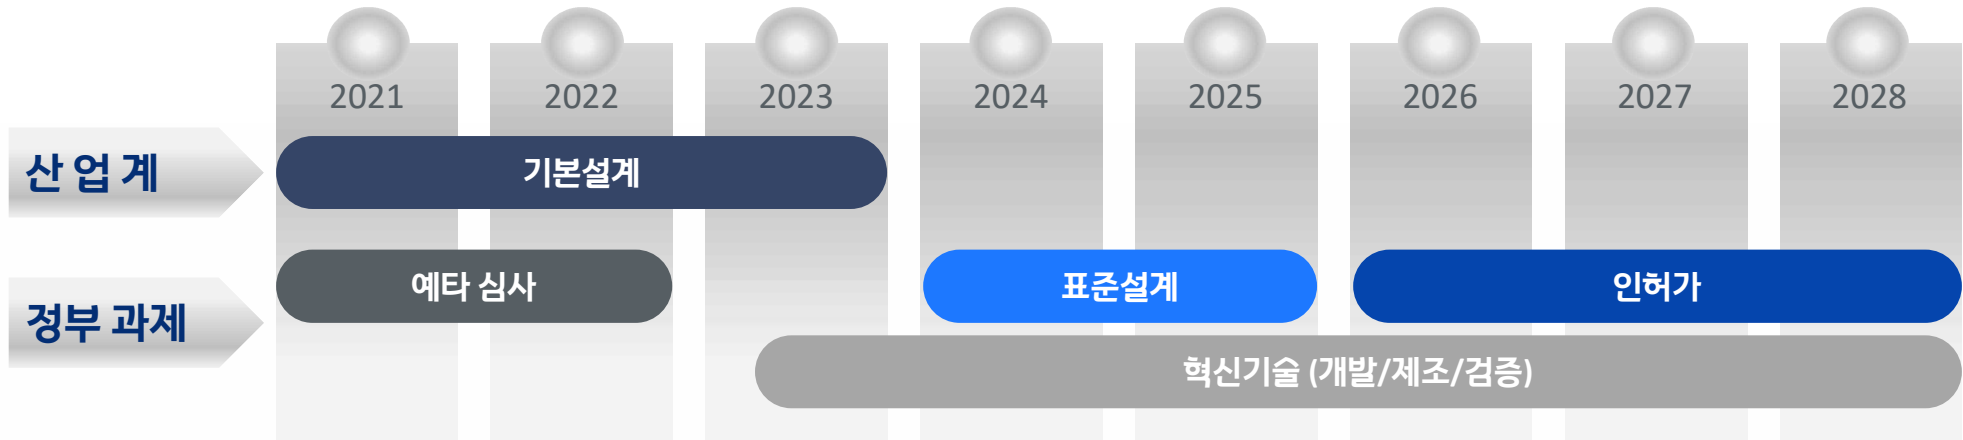 2021 2022 2023 2024 2025 2026 2027 2028
산 업 계
기본설계
정부 과제
예타 심사
표준설계
인허가
혁신기술 (개발/제조/검증)